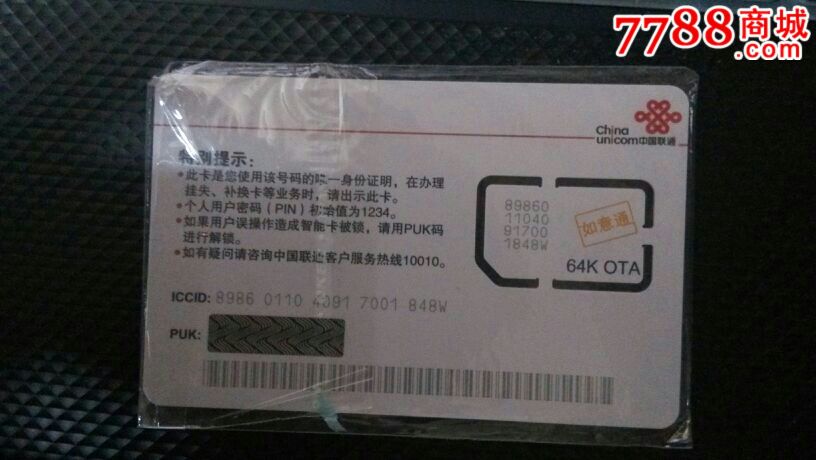 7788商城
.com
China
unicom中国联通
特别提示：
●此卡是您使用该号码的唯一身份证明，在办理
挂失、补换卡等业务时，请出示此卡。
●个人用户密码（PIN）初始值为1234。
●如果用户误操作造成智能卡被锁，请用PUK码
进行解锁。
●如有疑问请咨询中国联通客户服务热线10010。
89860
11040
91700
1848W
如意通
64K OTA
ICCID: 8986 0110 4091 7001 848W
PUK: